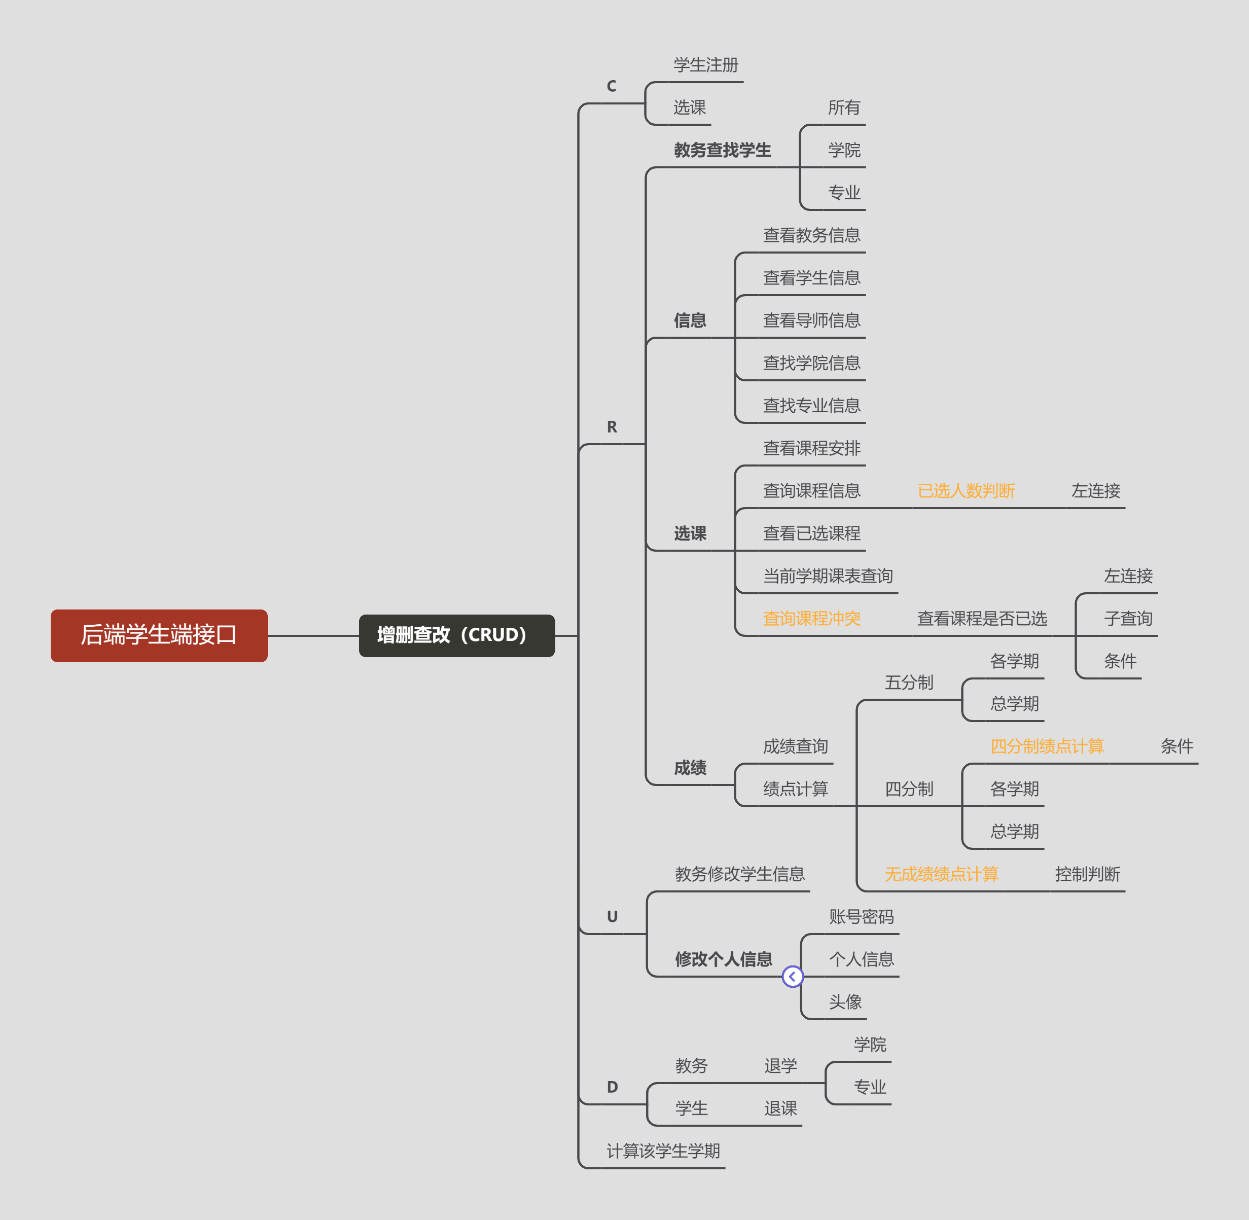 后端学生端接口
增删查改（CRUD）
C
学生注册
选课
R
教务查找学生
所有
学院
专业
信息
查看教务信息
查看学生信息
查看导师信息
查找学院信息
查找专业信息
选课
查看课程安排
查询课程信息
已选人数判断
左连接
查看已选课程
当前学期课表查询
查询课程冲突
查看课程是否已选
左连接
子查询
条件
成绩
成绩查询
绩点计算
五分制
各学期
总学期
四分制
四分制绩点计算
条件
各学期
总学期
无成绩绩点计算
控制判断
U
教务修改学生信息
修改个人信息
账号密码
个人信息
头像
D
教务
退学
学院
专业
学生
退课
计算该学生学期